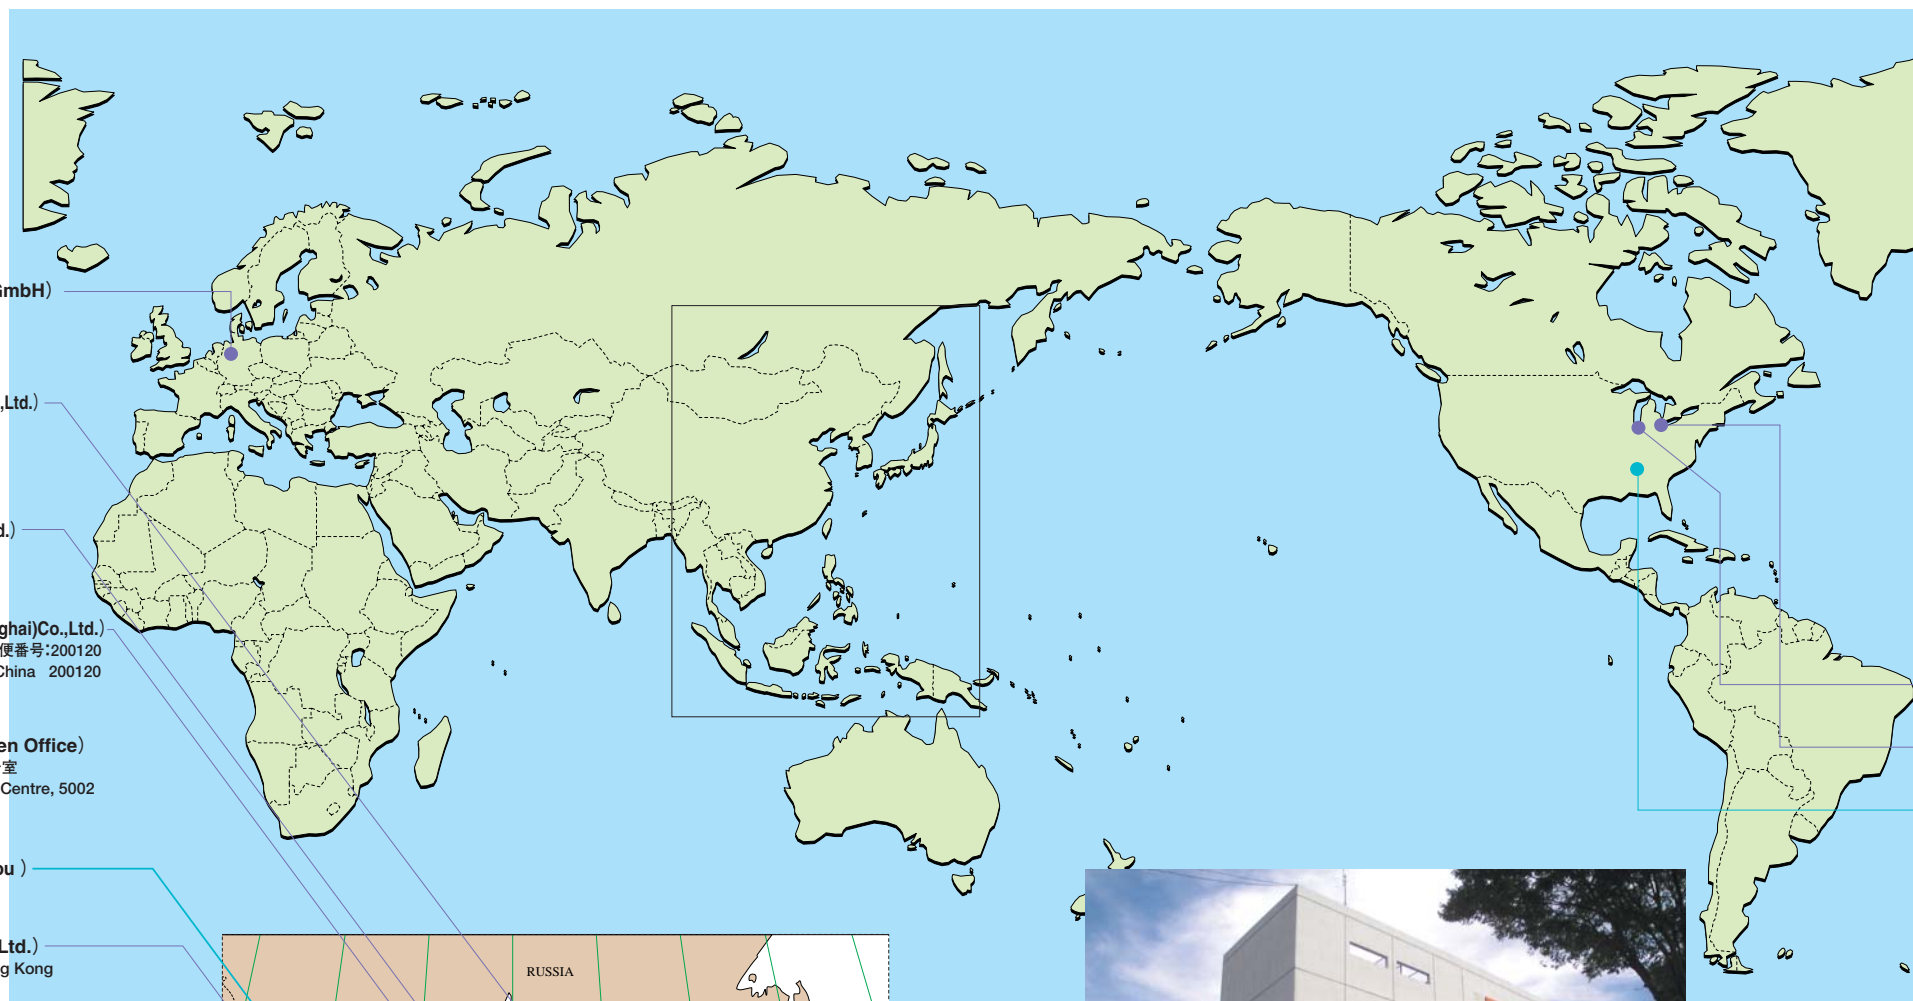 GmbH）
.,Ltd.）
d.）
ghai)Co.,Ltd.）
便番号：200120
China 200120
en Office）
室
Centre, 5002
ou ）
Ltd.）
g Kong
RUSSIA